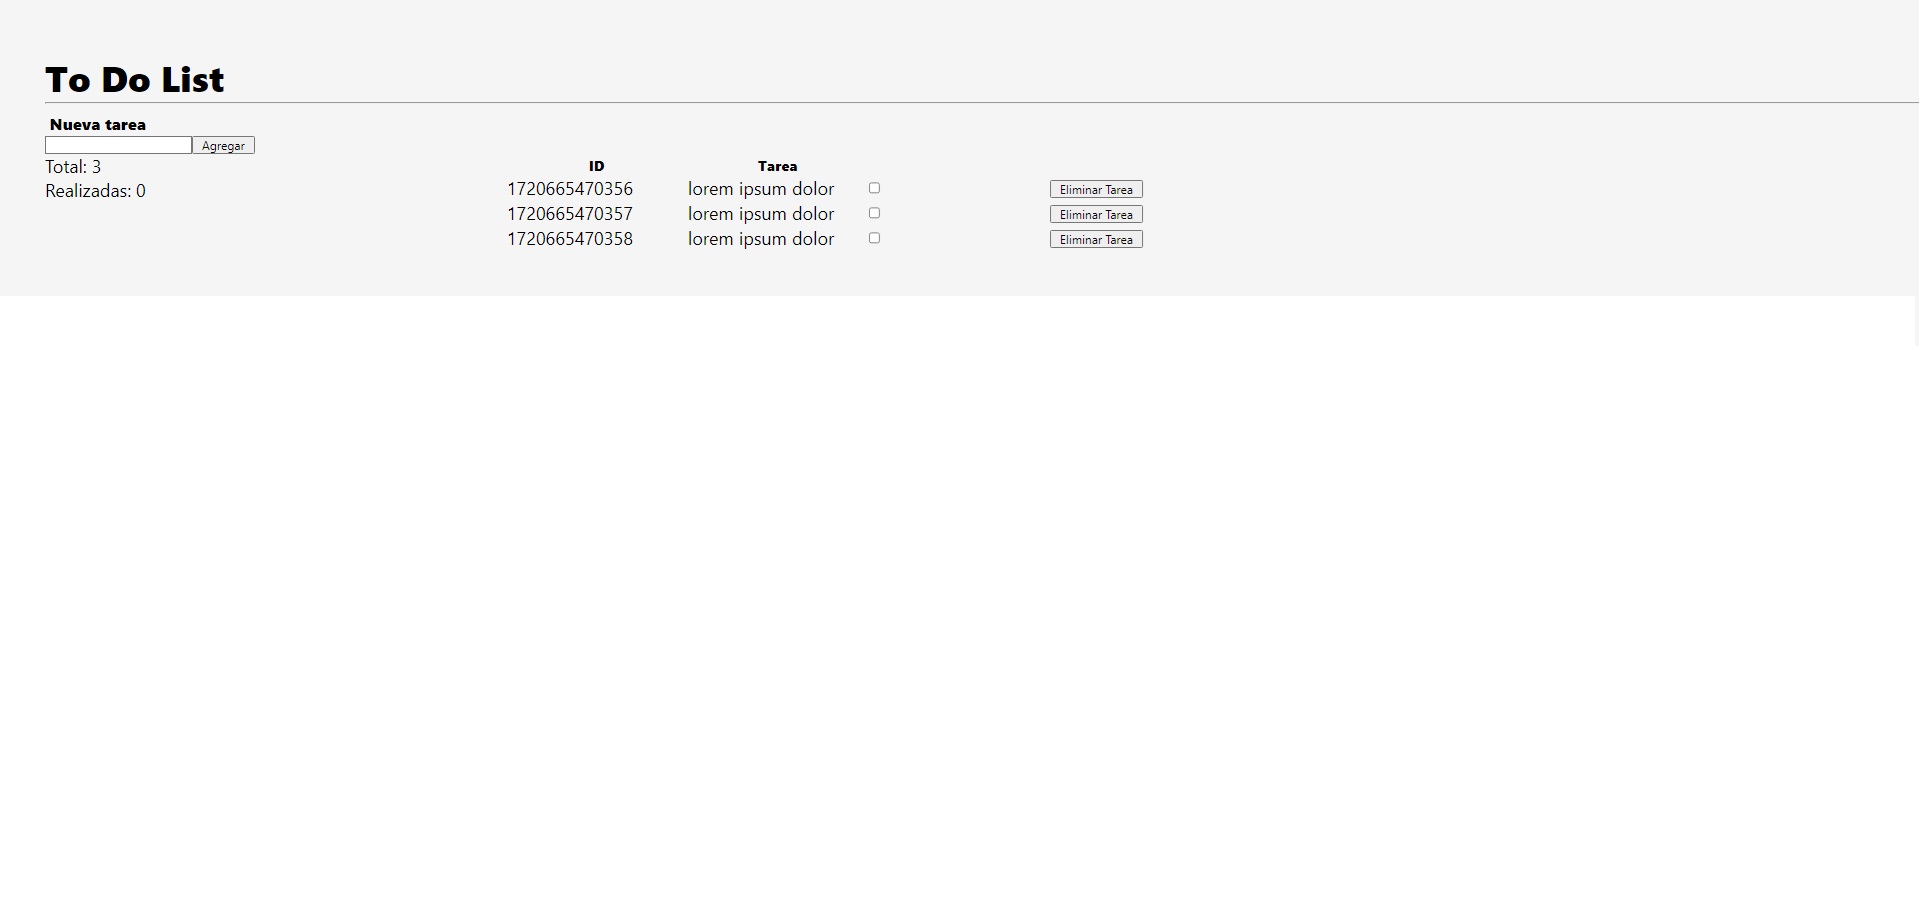 To Do List
Nueva tarea
Agregar
Total: 3
Realizadas: 0
ID Tarea
1720665470356 lorem ipsum dolor Eliminar Tarea
1720665470357 lorem ipsum dolor Eliminar Tarea
1720665470358 lorem ipsum dolor Eliminar Tarea